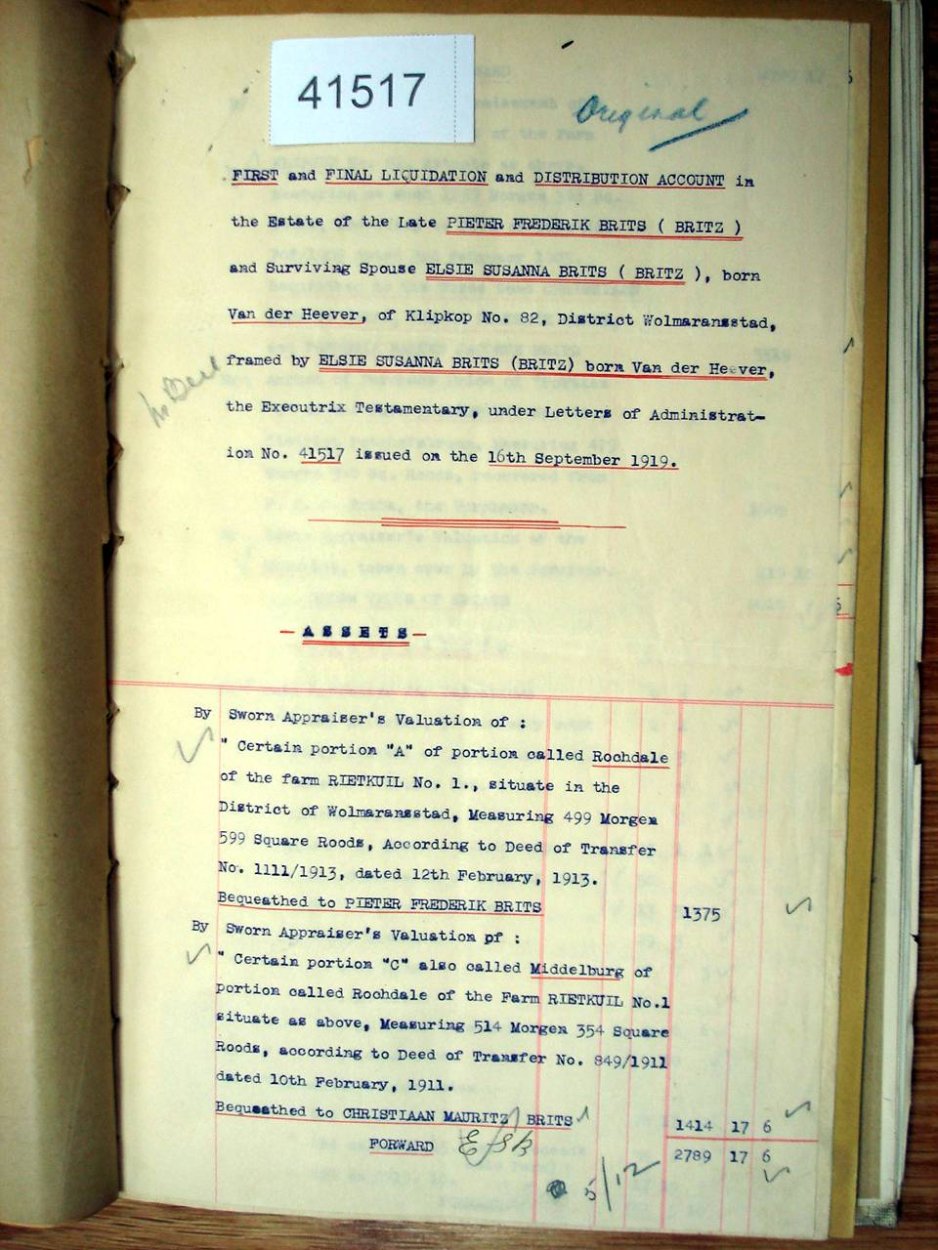 41517
Original
FIRST and FINAL LIQUIDATION and DISTRIBUTION ACCOUNT in
the Estate of the Late PIETER FREDERIK BRITS ( BRITZ )
and Surviving Spouse ELSIE SUSANNA BRITS ( BRITZ ), born
Van der Heever, of Klipkop No. 82, District Wolmaransstad,
framed by ELSIE SUSANNA BRITS (BRITZ) born Van der Heever,
the Executrix Testamentary, under Letters of Administrat-
ion No. 41517 issued on the 16th September 1919.
- ASSETS -
By Sworn Appraiser's Valuation of :
" Certain portion "A" of portion called Rochdale
of the farm RIETKUIL No. 1., situate in the
District of Wolmaransstad, Measuring 499 Morgen
599 Square Roods, According to Deed of Transfer
No. 1111/1913, dated 12th February, 1913.
Bequeathed to PIETER FREDERIK BRITS 1375
By Sworn Appraiser's Valuation of :
" Certain portion "C" also called Middelburg of
portion called Rochdale of the Farm RIETKUIL No.1
situate as above, Measuring 514 Morgen 354 Square
Roods, according to Deed of Transfer No. 849/1911
dated 10th February, 1911.
Bequeathed to CHRISTIAAN MAURITZ BRITS 1414 17 6
FORWARD 2789 17 6
5/12